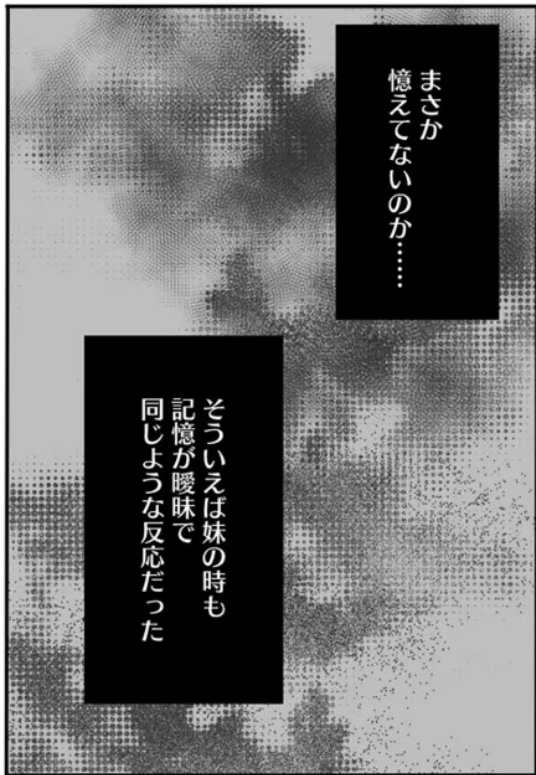 まさか
憶えてないのか……
そういえば妹の時も
記憶が曖昧で
同じような反応だった